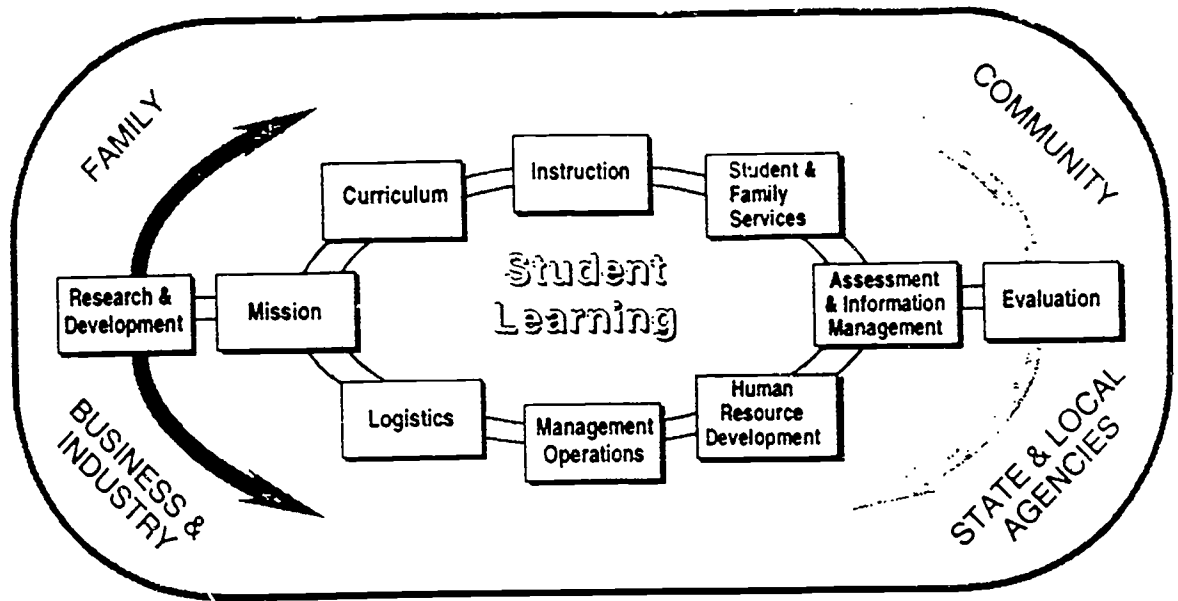 FAMILY
COMMUNITY
Curriculum
Instruction
Student &
Family
Services
Student
Learning
Research &
Development
Mission
Assessment
& Information
Management
Evaluation
Logistics
Management
Operations
Human
Resource
Development
BUSINESS &
INDUSTRY
STATE & LOCAL
AGENCIES